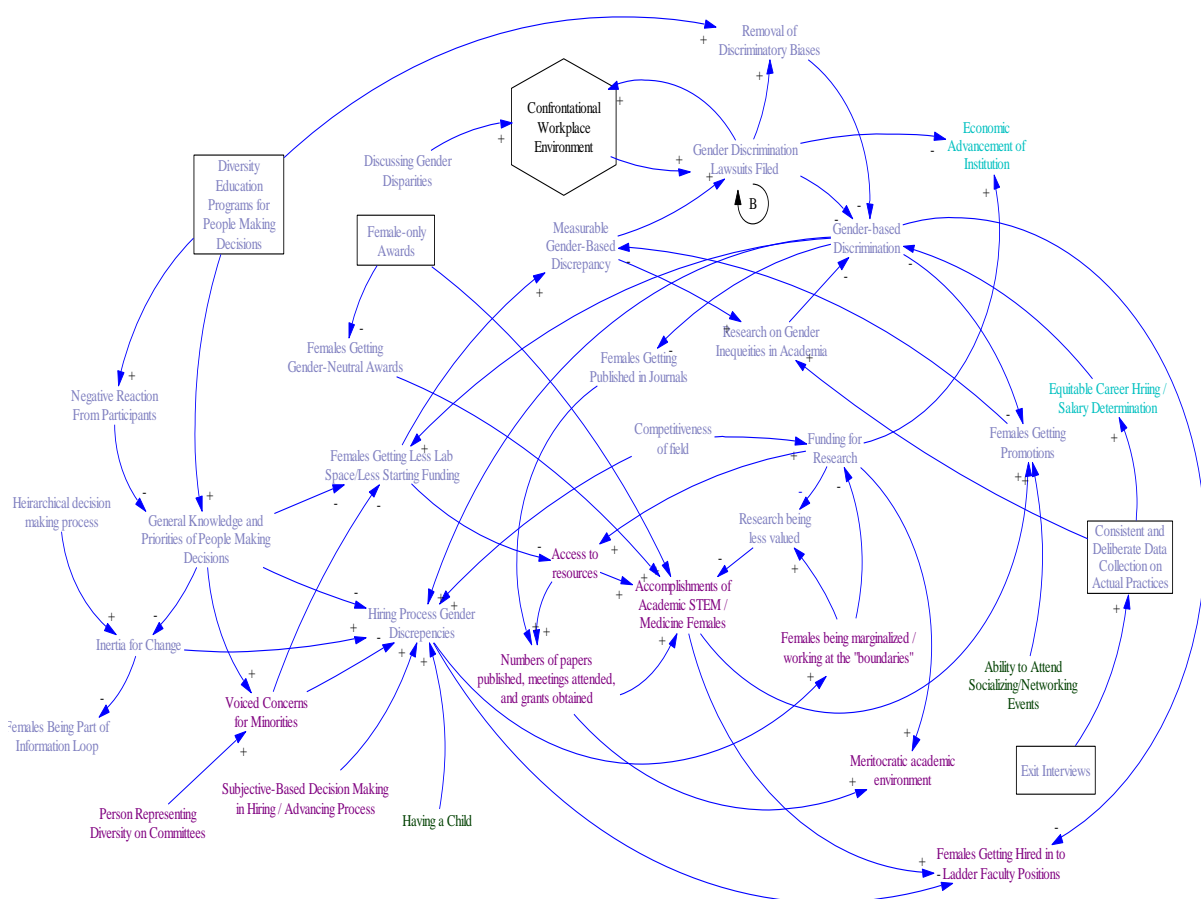 Removal of
Discriminatory Biases
Confrontational
Workplace
Environment
Economic
Advancement of
Institution
Discussing Gender
Disparities
Gender Discrimination
Lawsuits Filed
B
Diversity
Education
Programs for
People Making
Decisions
Female-only
Awards
Measurable
Gender-Based
Discrepancy
Gender-based
Discrimination
Females Getting
Gender-Neutral Awards
Females Getting
Published in Journals
Research on Gender
Inequeities in Academia
Negative Reaction
From Participants
Equitable Career Hriing /
Salary Determination
Competitiveness
of field
Funding for
Research
Females Getting
Promotions
Females Getting Less Lab
Space/Less Starting Funding
Heirarchical decision
making process
General Knowledge and
Priorities of People Making
Decisions
Research being
less valued
Consistent and
Deliberate Data
Collection on
Actual Practices
Access to
resources
Accomplishments of
Academic STEM /
Medicine Females
Hiring Process Gender
Discrepencies
Inertia for Change
Females being marginalized /
working at the "boundaries"
Numbers of papers
published, meetings attended,
and grants obtained
Ability to Attend
Socializing/Networking
Events
Voiced Concerns
for Minorities
Females Being Part of
Information Loop
Meritocratic academic
environment
Exit Interviews
Subjective-Based Decision Making
in Hiring / Advancing Process
Person Representing
Diversity on Committees
Having a Child
Females Getting Hired in to
Ladder Faculty Positions